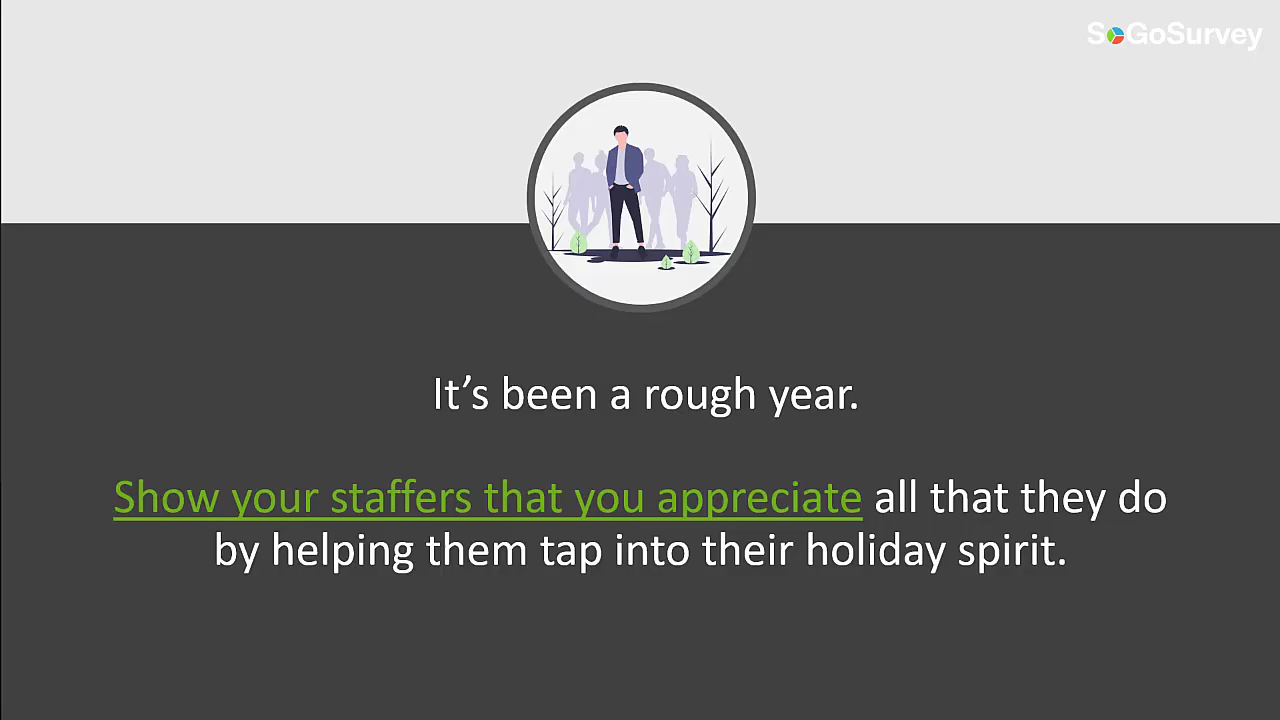 SoGoSurvey
It’s been a rough year.
Show your staffers that you appreciate all that they do
by helping them tap into their holiday spirit.